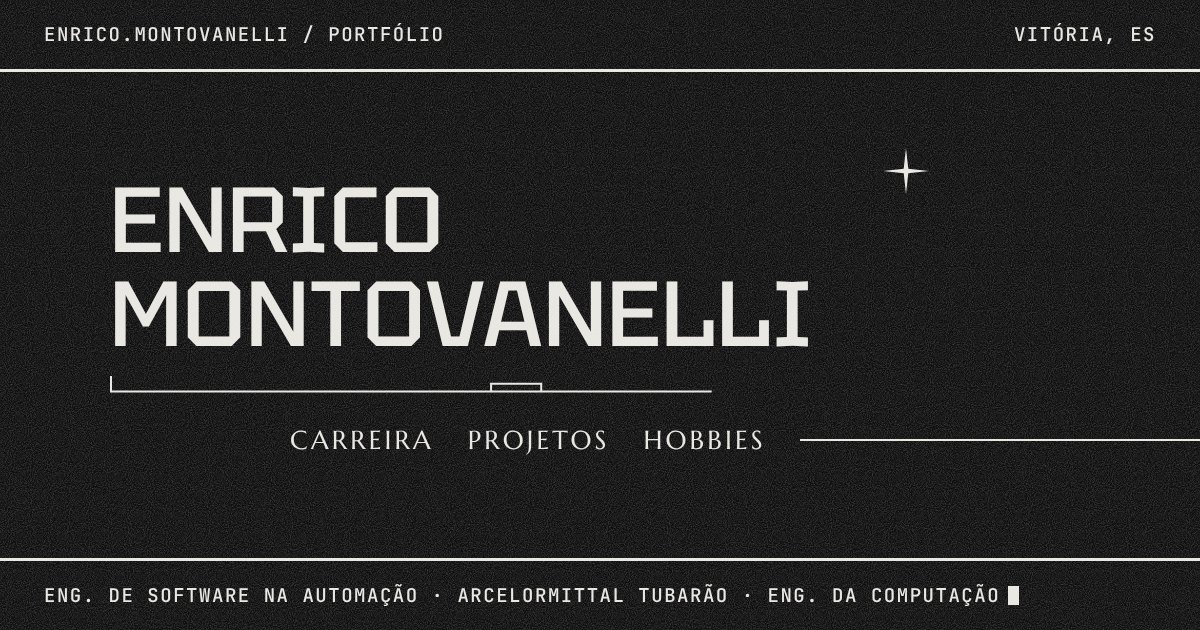 ENRICO.MONTOVANELLI / PORTFÓLIO
VITÓRIA, ES
ENRICO
MONTOVANELLI
CARREIRA PROJETOS HOBBIES
ENG. DE SOFTWARE NA AUTOMAÇÃO · ARCELORMITTAL TUBARÃO · ENG. DA COMPUTAÇÃO